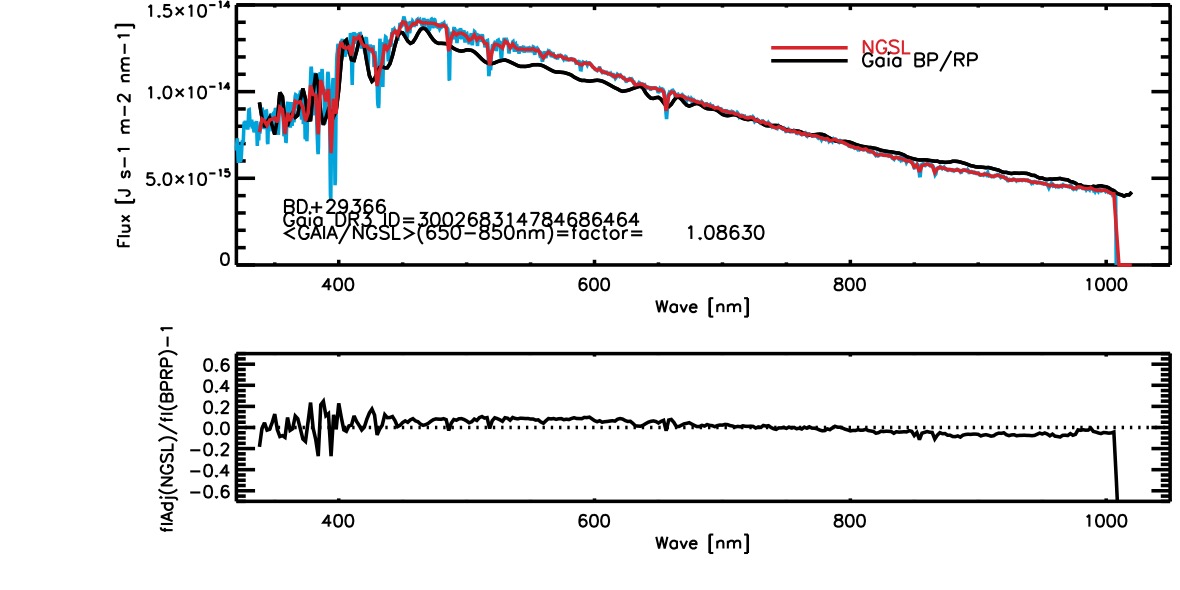 1.5×10−14
1.0×10−14
5.0×10−15
0
Flux [J s−1 m−2 nm−1]
NGSL
Gaia BP/RP
BD+29366
Gaia DR3 ID=300268314784686464
<GAIA/NGSL>(650−850nm)=factor= 1.08630
400 600 800 1000
Wave [nm]
flAdj(NGSL)/fl(BPRP)−1
0.6
0.4
0.2
0.0
−0.2
−0.4
−0.6
400 600 800 1000
Wave [nm]